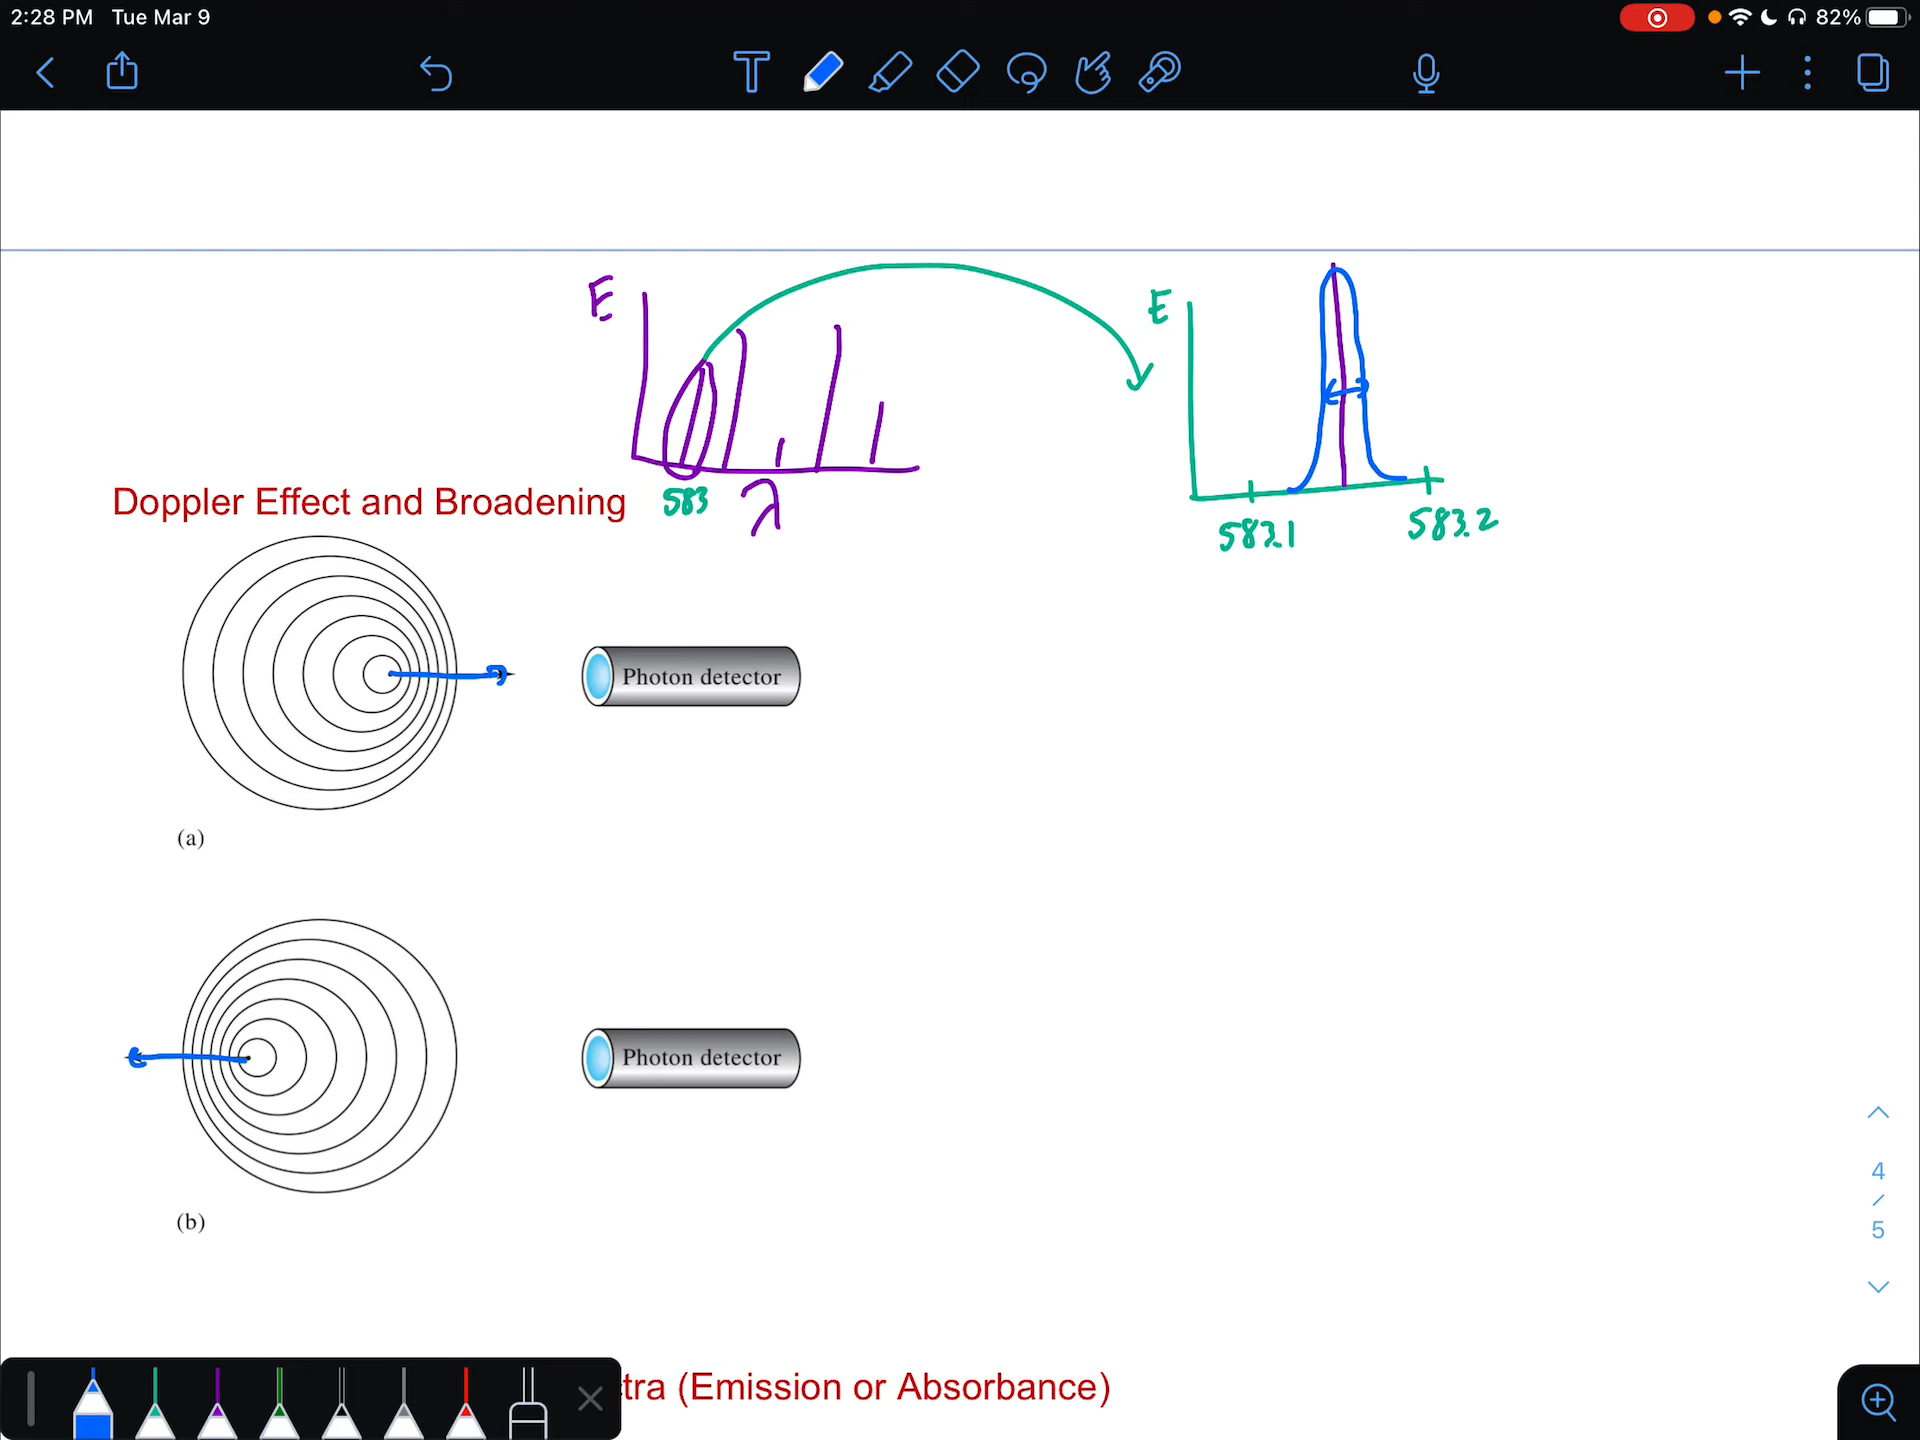 2:28 PM Tue Mar 9
82%
T
E
E
583
λ
583.1
583.2
Doppler Effect and Broadening
Photon detector
(a)
Photon detector
(b)
4
/
5
tra (Emission or Absorbance)